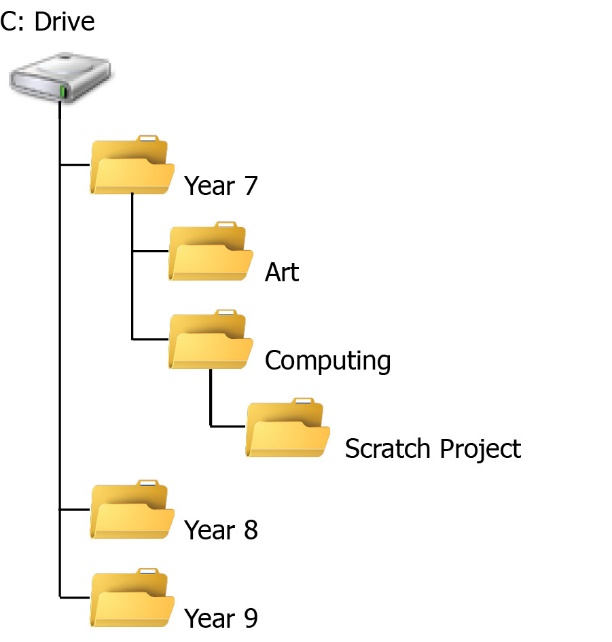 C: Drive
Year 7
Art
Computing
Scratch Project
Year 8
Year 9